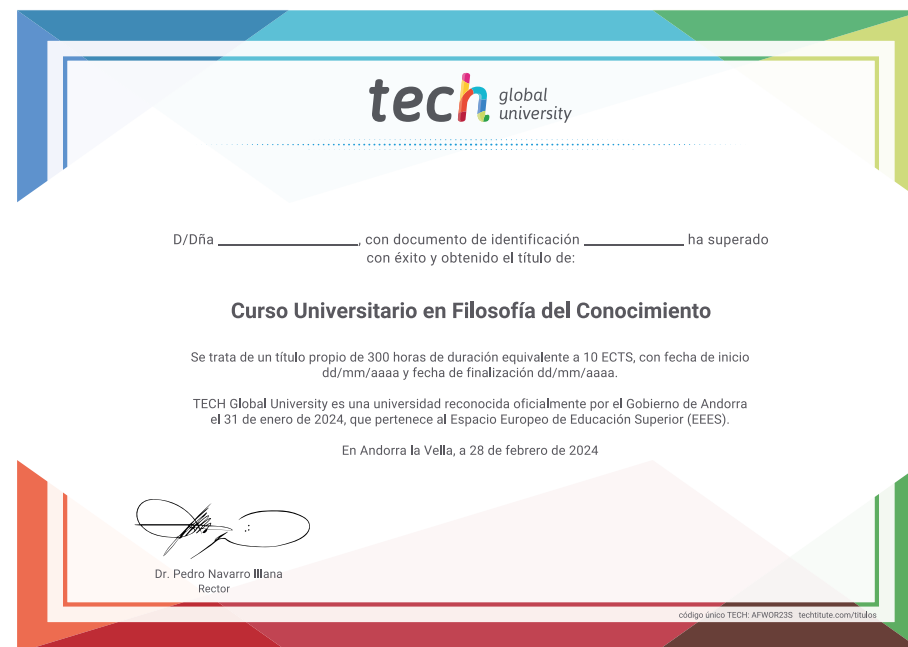 tech global university
D/Dña ____________________, con documento de identificación ______________ ha superado
con éxito y obtenido el título de:
Curso Universitario en Filosofía del Conocimiento
Se trata de un título propio de 300 horas de duración equivalente a 10 ECTS, con fecha de inicio
dd/mm/aaaa y fecha de finalización dd/mm/aaaa.
TECH Global University es una universidad reconocida oficialmente por el Gobierno de Andorra
el 31 de enero de 2024, que pertenece al Espacio Europeo de Educación Superior (EEES).
En Andorra la Vella, a 28 de febrero de 2024
Dr. Pedro Navarro Illana
Rector
código único TECH: AFWOR23S techtitute.com/titulos